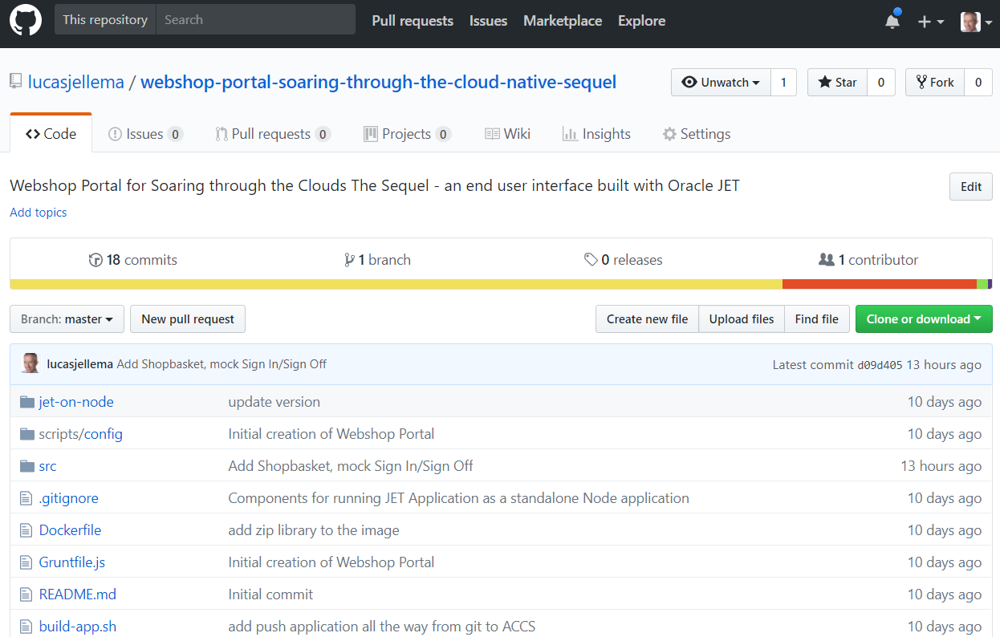 This repository Search Pull requests Issues Marketplace Explore
lucasjellema / webshop-portal-soaring-through-the-cloud-native-sequel Unwatch 1 Star 0 Fork 0
Code Issues 0 Pull requests 0 Projects 0 Wiki Insights Settings
Webshop Portal for Soaring through the Clouds The Sequel - an end user interface built with Oracle JET Edit
Add topics
18 commits 1 branch 0 releases 1 contributor
Branch: master New pull request Create new file Upload files Find file Clone or download
lucasjellema Add Shopbasket, mock Sign In/Sign Off Latest commit d09d405 13 hours ago
jet-on-node update version 10 days ago
scripts/config Initial creation of Webshop Portal 10 days ago
src Add Shopbasket, mock Sign In/Sign Off 13 hours ago
.gitignore Components for running JET Application as a standalone Node application 10 days ago
Dockerfile add zip library to the image 10 days ago
Gruntfile.js Initial creation of Webshop Portal 10 days ago
README.md Initial commit 10 days ago
build-app.sh add push application all the way from git to ACCS 10 days ago